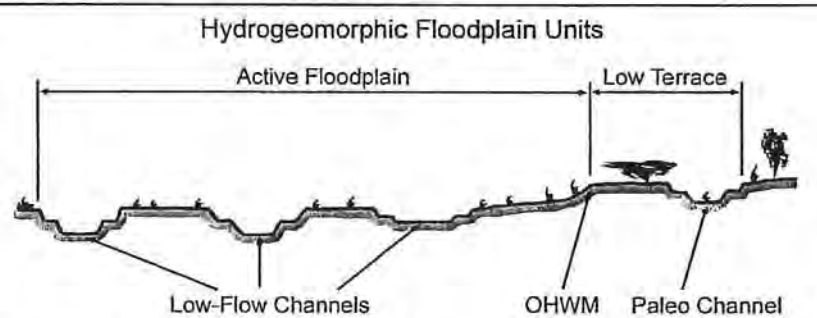 Hydrogeomorphic Floodplain Units
Active Floodplain
Low Terrace
Low-Flow Channels
OHWM
Paleo Channel